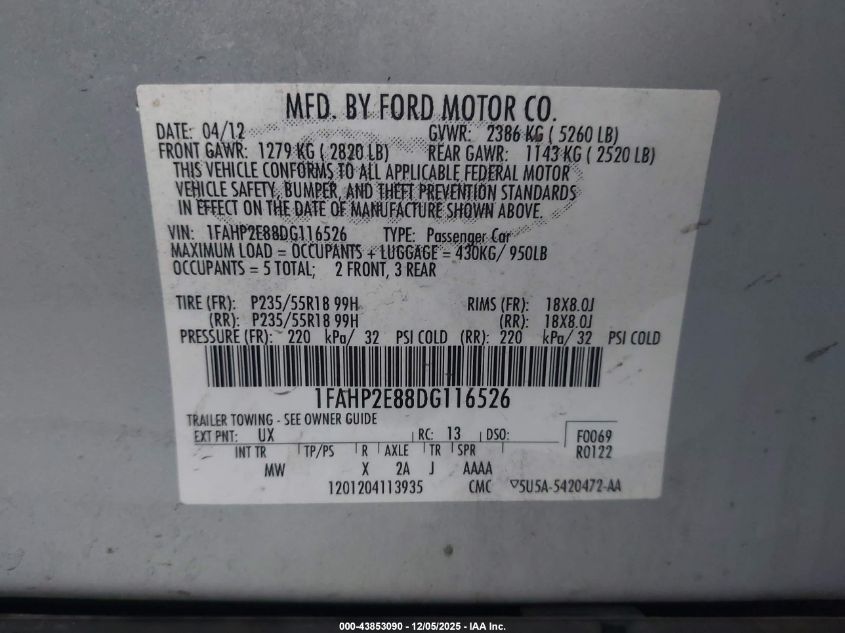 MFD. BY FORD MOTOR CO.
DATE: 04/12 GVWR: 2386 KG ( 5260 LB)
FRONT GAWR: 1279 KG ( 2820 LB) REAR GAWR: 1143 KG ( 2520 LB)
THIS VEHICLE CONFORMS TO ALL APPLICABLE FEDERAL MOTOR
VEHICLE SAFETY, BUMPER, AND THEFT PREVENTION STANDARDS
IN EFFECT ON THE DATE OF MANUFACTURE SHOWN ABOVE.
VIN: 1FAHP2E88DG116526 TYPE: Passenger Car
MAXIMUM LOAD = OCCUPANTS + LUGGAGE = 430KG/ 950LB
OCCUPANTS = 5 TOTAL; 2 FRONT, 3 REAR
TIRE (FR): P235/55R18 99H RIMS (FR): 18X8.0J
(RR): P235/55R18 99H (RR): 18X8.0J
PRESSURE (FR): 220 kPa/ 32 PSI COLD (RR): 220 kPa/ 32 PSI COLD
1FAHP2E88DG116526
TRAILER TOWING - SEE OWNER GUIDE
EXT PNT: UX RC: 13 DSO: F0069
INT TR TP/PS R AXLE TR SPR R0122
MW X 2A J AAAA
1201204113935 CMC ▽5U5A-5420472-AA
000-43853090 - 12/05/2025 - IAA Inc.